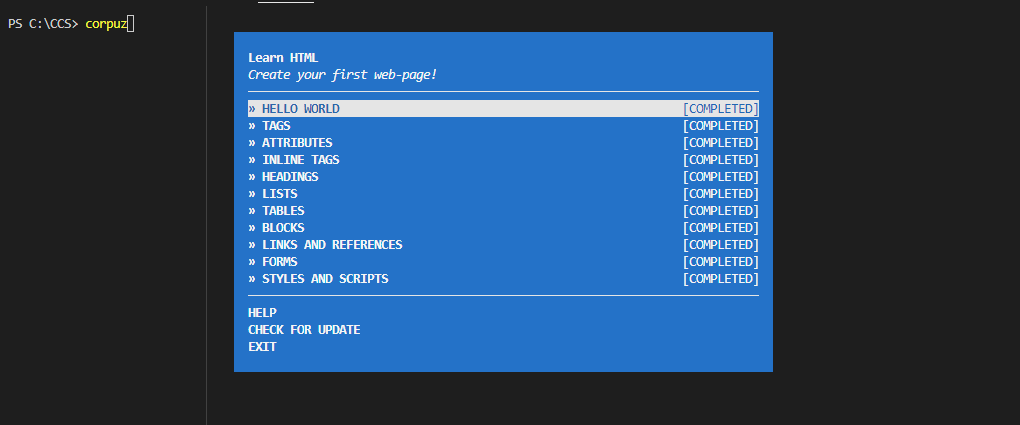 PS C:\CCS> corpuz
Learn HTML
Create your first web-page!
» HELLO WORLD [COMPLETED]
» TAGS [COMPLETED]
» ATTRIBUTES [COMPLETED]
» INLINE TAGS [COMPLETED]
» HEADINGS [COMPLETED]
» LISTS [COMPLETED]
» TABLES [COMPLETED]
» BLOCKS [COMPLETED]
» LINKS AND REFERENCES [COMPLETED]
» FORMS [COMPLETED]
» STYLES AND SCRIPTS [COMPLETED]
HELP
CHECK FOR UPDATE
EXIT